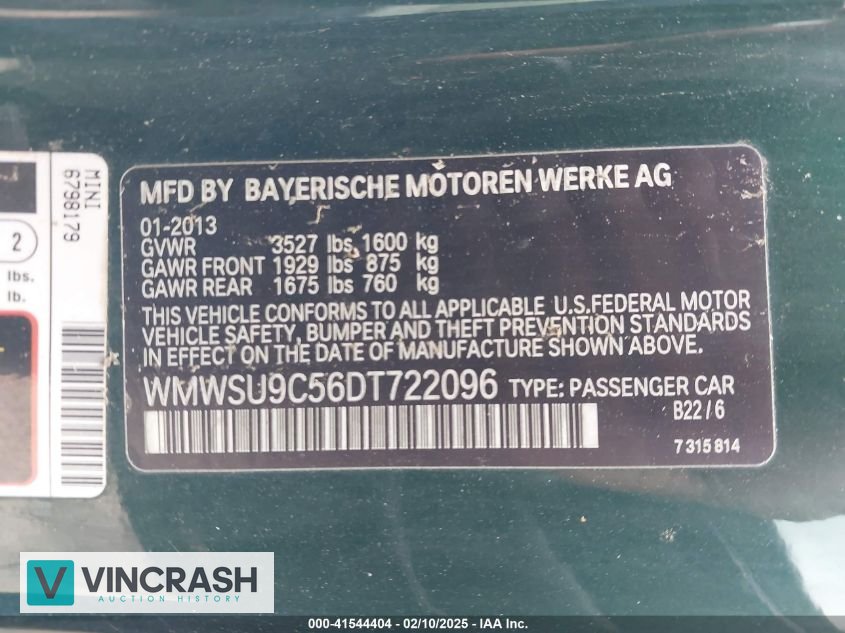 MINI
6798179
2
lbs.
lb.
MFD BY BAYERISCHE MOTOREN WERKE AG
01-2013
GVWR 3527 lbs 1600 kg
GAWR FRONT 1929 lbs 875 kg
GAWR REAR 1675 lbs 760 kg
THIS VEHICLE CONFORMS TO ALL APPLICABLE U.S.FEDERAL MOTOR
VEHICLE SAFETY, BUMPER AND THEFT PREVENTION STANDARDS
IN EFFECT ON THE DATE OF MANUFACTURE SHOWN ABOVE.
WMWSU9C56DT722096 TYPE: PASSENGER CAR
B22/6
7 315 814
VINCRASH
AUCTION HISTORY
000-41544404 - 02/10/2025 - IAA Inc.